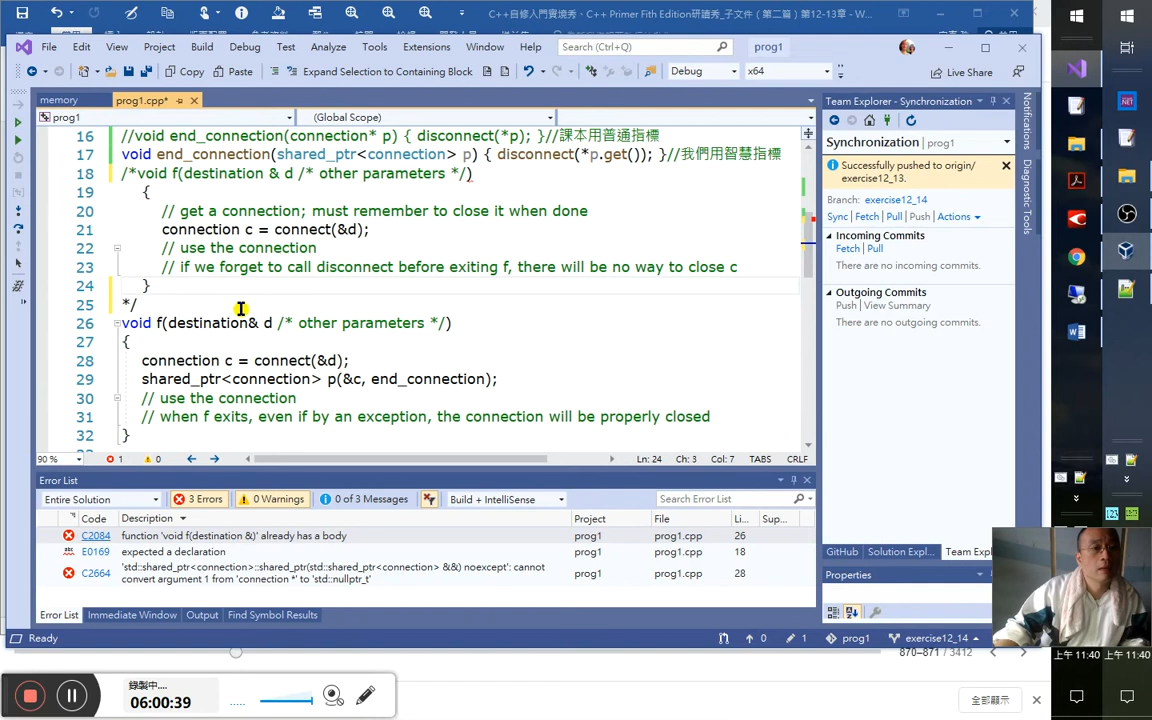 C++自修入門實境秀、C++ Primer Fith Edition研讀秀_子文件（第二篇）第12-13章 - W...
File Edit View Project Build Debug Test Analyze Tools Extensions Window Help Search (Ctrl+Q) prog1
Copy Paste Expand Selection to Containing Block Debug x64 Live Share
memory prog1.cpp*
prog1 (Global Scope)
16 //void end_connection(connection* p) { disconnect(*p); }//課本用普通指標
17 void end_connection(shared_ptr<connection> p) { disconnect(*p.get()); }//我們用智慧指標
18 /*void f(destination & d /* other parameters */)
19 {
20 // get a connection; must remember to close it when done
21 connection c = connect(&d);
22 // use the connection
23 // if we forget to call disconnect before exiting f, there will be no way to close c
24 }
25 */
26 void f(destination& d /* other parameters */)
27 {
28 connection c = connect(&d);
29 shared_ptr<connection> p(&c, end_connection);
30 // use the connection
31 // when f exits, even if by an exception, the connection will be properly closed
32 }
90 % 1 0 Ln: 24 Ch: 3 Col: 7 TABS CRLF
Error List
Entire Solution 3 Errors 0 Warnings 0 of 3 Messages Build + IntelliSense Search Error List
Code Description Project File Li... Sup...
C2084 function 'void f(destination &)' already has a body prog1 prog1.cpp 26
E0169 expected a declaration prog1 prog1.cpp 18
C2664 'std::shared_ptr<connection>::shared_ptr(std::shared_ptr<connection> &&) noexcept': cannot convert argument 1 from 'connection *' to 'std::nullptr_t' prog1 prog1.cpp 28
Error List Immediate Window Output Find Symbol Results
Ready 0 1 prog1 exercise12_14
Team Explorer - Synchronization
Synchronization prog1
Successfully pushed to origin/
exercise12_13.
Branch: exercise12_14
Sync Fetch Pull Push Actions
Incoming Commits
Fetch Pull
There are no incoming commits.
Outgoing Commits
Push View Summary
There are no outgoing commits.
GitHub Solution Expl... Team Exp
Properties
Notifications
Diagnostic Tools
870–871 / 3412
錄製中....
06:00:39
全部顯示
上午 11:40 上午 11:40